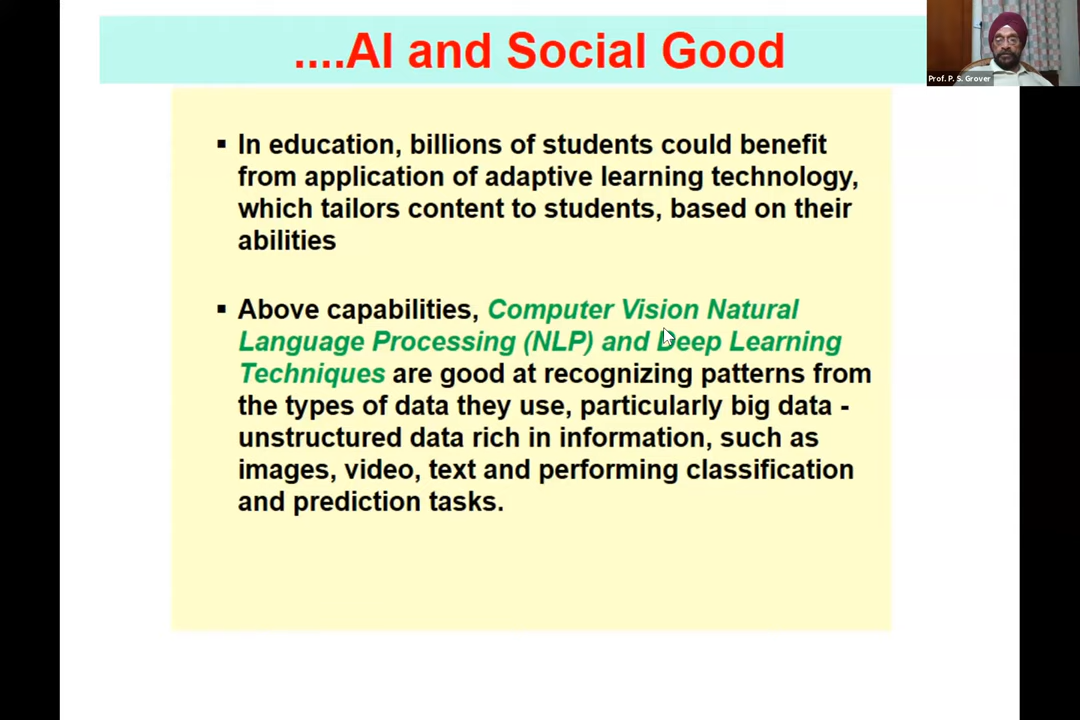 ....AI and Social Good
Prof. P. S. Grover
▪ In education, billions of students could benefit
from application of adaptive learning technology,
which tailors content to students, based on their
abilities
▪ Above capabilities, Computer Vision Natural
Language Processing (NLP) and Deep Learning
Techniques are good at recognizing patterns from
the types of data they use, particularly big data -
unstructured data rich in information, such as
images, video, text and performing classification
and prediction tasks.